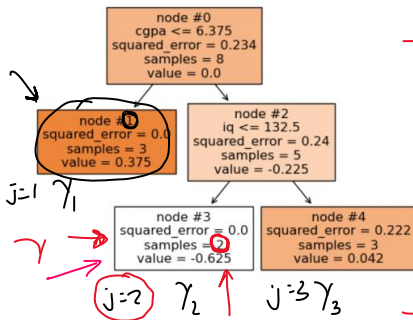 node #0
cgpa <= 6.375
squared_error = 0.234
samples = 8
value = 0.0
node #1
squared_error = 0.0
samples = 3
value = 0.375
node #2
iq <= 132.5
squared_error = 0.24
samples = 5
value = -0.225
j=1 γ1
node #3
squared_error = 0.0
samples = 2
value = -0.625
node #4
squared_error = 0.222
samples = 3
value = 0.042
γ
j=2 γ2 j=3 γ3